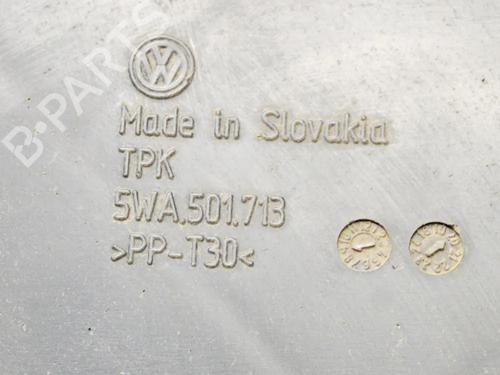 B-PARTS
Made in Slovakia
TPK
5WA.501.713
>PP-T30<